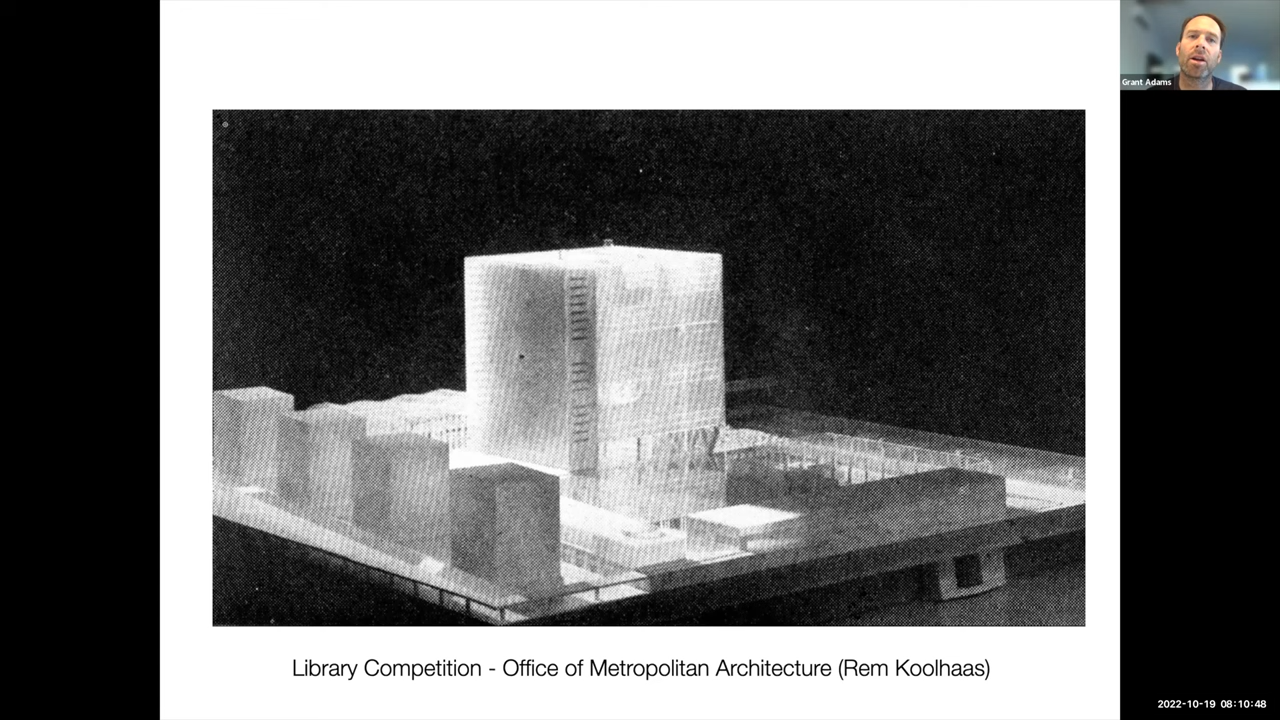 Grant Adams
Library Competition - Office of Metropolitan Architecture (Rem Koolhaas)
2022-10-19 08:10:48